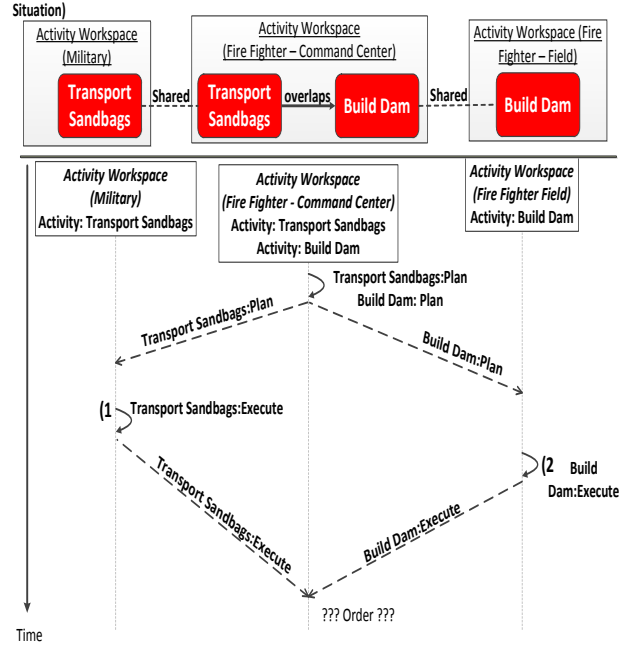 Situation)
Activity Workspace
(Military)
Activity Workspace
(Fire Fighter – Command Center)
Activity Workspace (Fire
Fighter – Field)
Transport
Sandbags
Shared
Transport
Sandbags
overlaps
Build Dam
Shared
Build Dam
Activity Workspace
(Military)
Activity: Transport Sandbags
Activity Workspace
(Fire Fighter - Command Center)
Activity: Transport Sandbags
Activity: Build Dam
Activity Workspace
(Fire Fighter Field)
Activity: Build Dam
Transport Sandbags:Plan
Build Dam: Plan
Transport Sandbags:Plan
Build Dam:Plan
(1 Transport Sandbags:Execute
(2 Build
Dam:Execute
Transport Sandbags:Execute
Build Dam:Execute
??? Order ???
Time